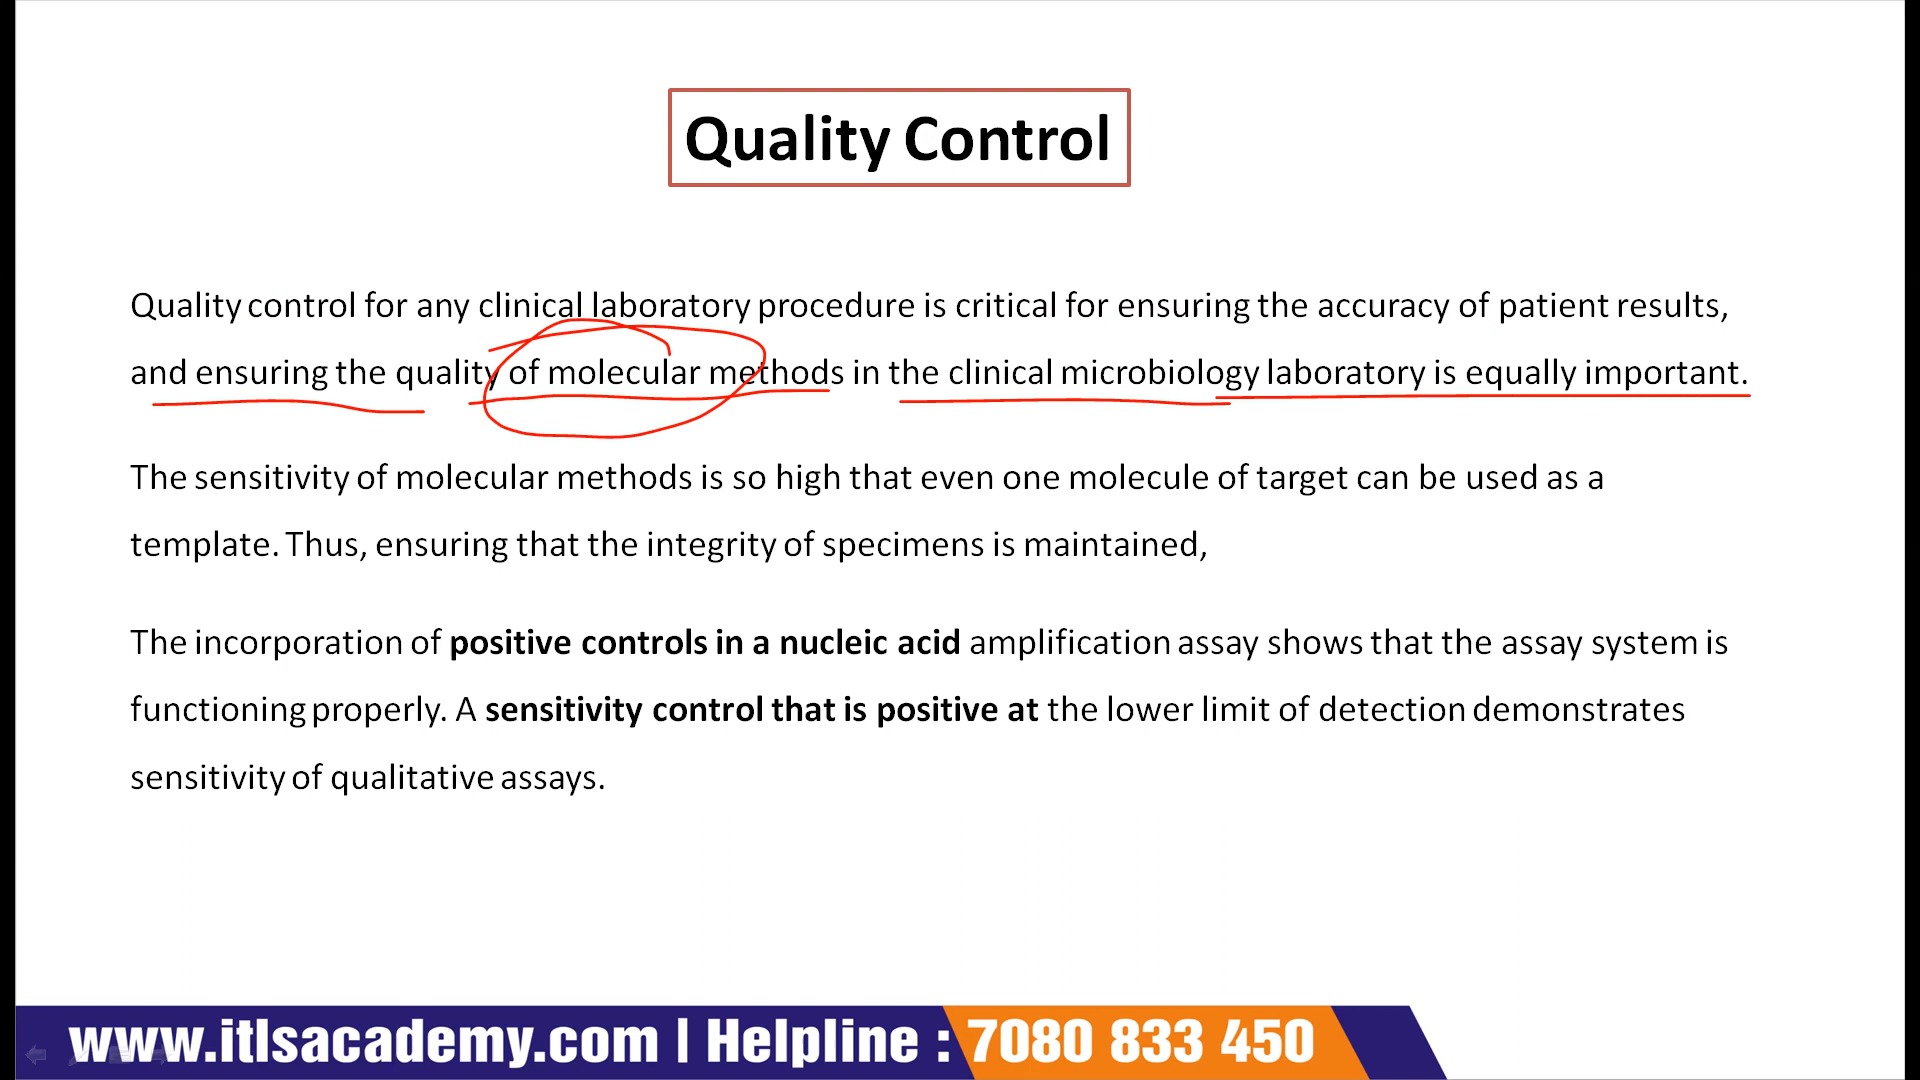 Quality Control
Quality control for any clinical laboratory procedure is critical for ensuring the accuracy of patient results,
and ensuring the quality of molecular methods in the clinical microbiology laboratory is equally important.
The sensitivity of molecular methods is so high that even one molecule of target can be used as a
template. Thus, ensuring that the integrity of specimens is maintained,
The incorporation of positive controls in a nucleic acid amplification assay shows that the assay system is
functioning properly. A sensitivity control that is positive at the lower limit of detection demonstrates
sensitivity of qualitative assays.
www.itlsacademy.com | Helpline : 7080 833 450